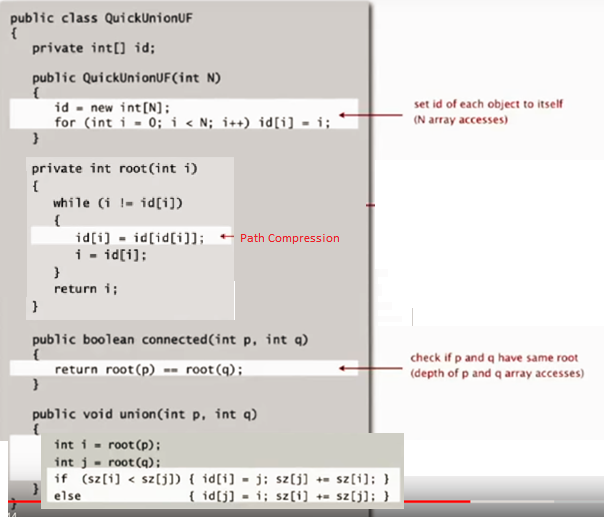 public class QuickUnionUF
{
private int[] id;
public QuickUnionUF(int N)
{
id = new int[N];
for (int i = 0; i < N; i++) id[i] = i;
}
set id of each object to itself
(N array accesses)
private int root(int i)
{
while (i != id[i])
{
id[i] = id[id[i]];
Path Compression
i = id[i];
}
return i;
}
public boolean connected(int p, int q)
{
return root(p) == root(q);
}
check if p and q have same root
(depth of p and q array accesses)
public void union(int p, int q)
{
int i = root(p);
int j = root(q);
if (sz[i] < sz[j]) { id[i] = j; sz[j] += sz[i]; }
else { id[j] = i; sz[i] += sz[j]; }
}
}